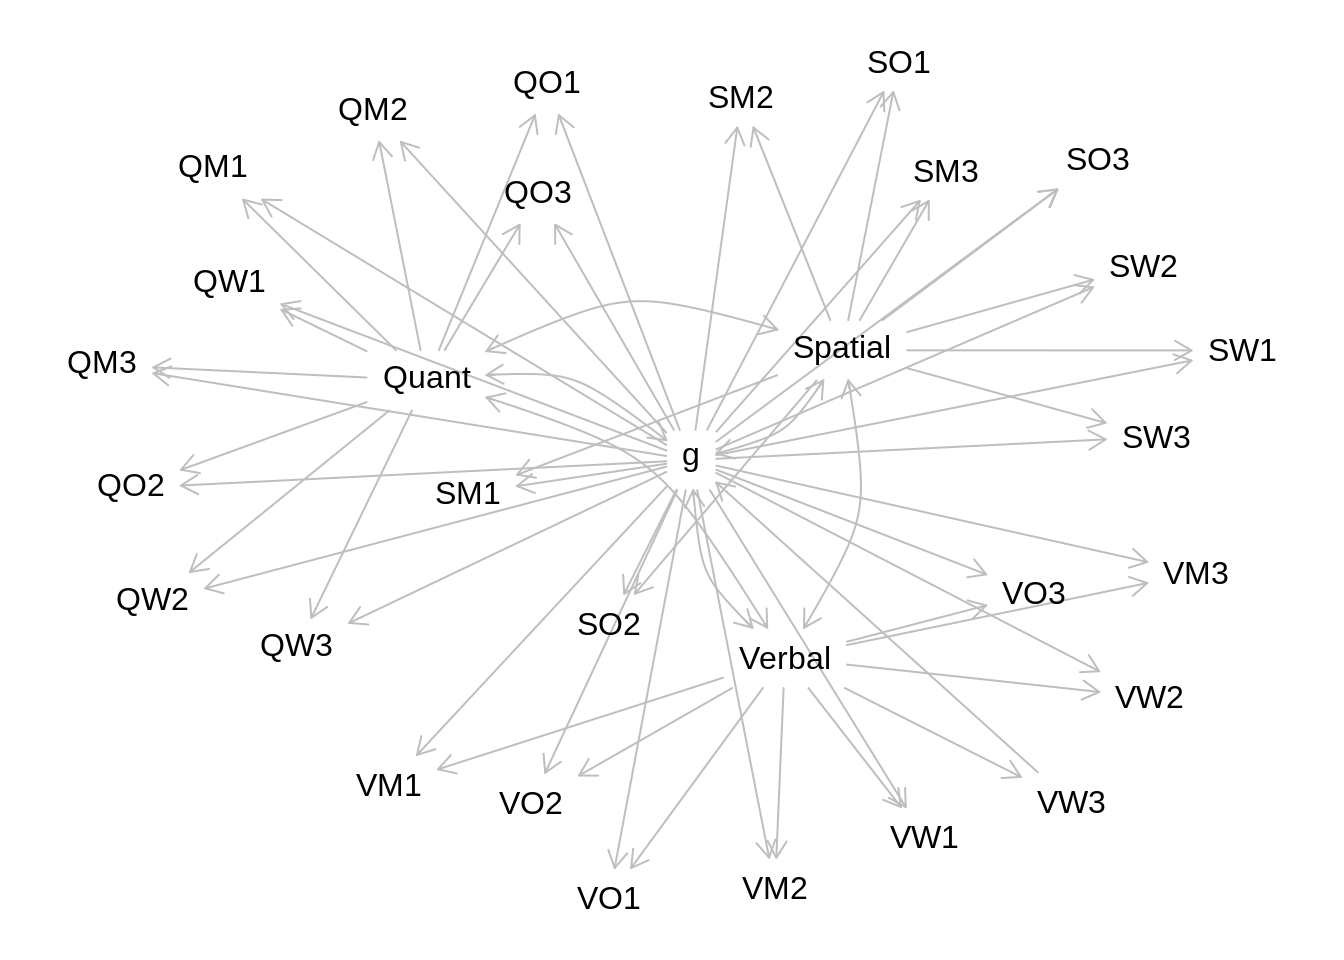 SO1
QO1
SM2
QM2
SO3
QM1
SM3
QO3
SW2
QW1
Spatial
SW1
QM3
Quant
SW3
g
QO2
SM1
VM3
VO3
QW2
SO2
QW3
Verbal
VW2
VM1
VO2
VW3
VW1
VM2
VO1